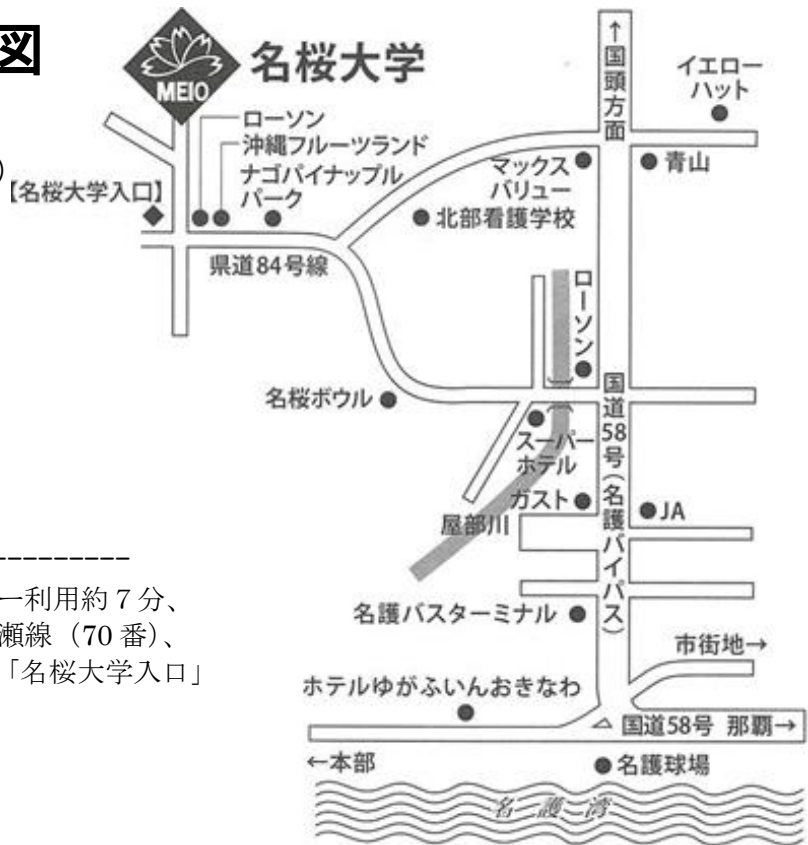 図
名桜大学
MEIO
↑国頭方面
イエロー
ハット
ローソン
沖縄フルーツランド
ナゴパイナップル
パーク
マックス
バリュー
青山
)
【名桜大学入口】
北部看護学校
県道84号線
ローソン
名桜ボウル
国道58号(名護バイパス)
スーパー
ホテル
ガスト
JA
屋部川
----------
ー利用約7分、
瀬線(70番)、
「名桜大学入口」
名護バスターミナル
市街地→
ホテルゆがふいんおきなわ
国道58号 那覇→
←本部
名護球場
名護湾